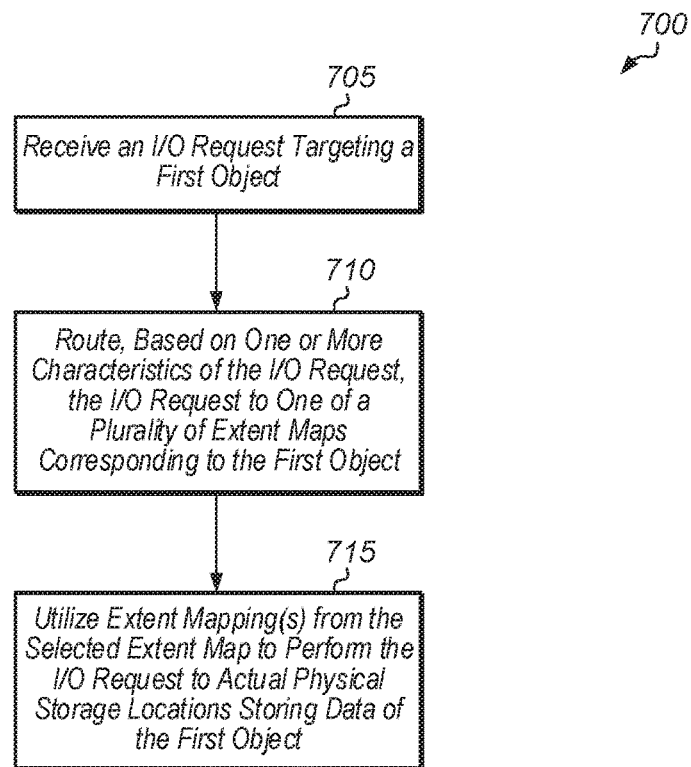 700
705
Receive an I/O Request Targeting a
First Object
710
Route, Based on One or More
Characteristics of the I/O Request,
the I/O Request to One of a
Plurality of Extent Maps
Corresponding to the First Object
715
Utilize Extent Mapping(s) from the
Selected Extent Map to Perform the
I/O Request to Actual Physical
Storage Locations Storing Data of
the First Object